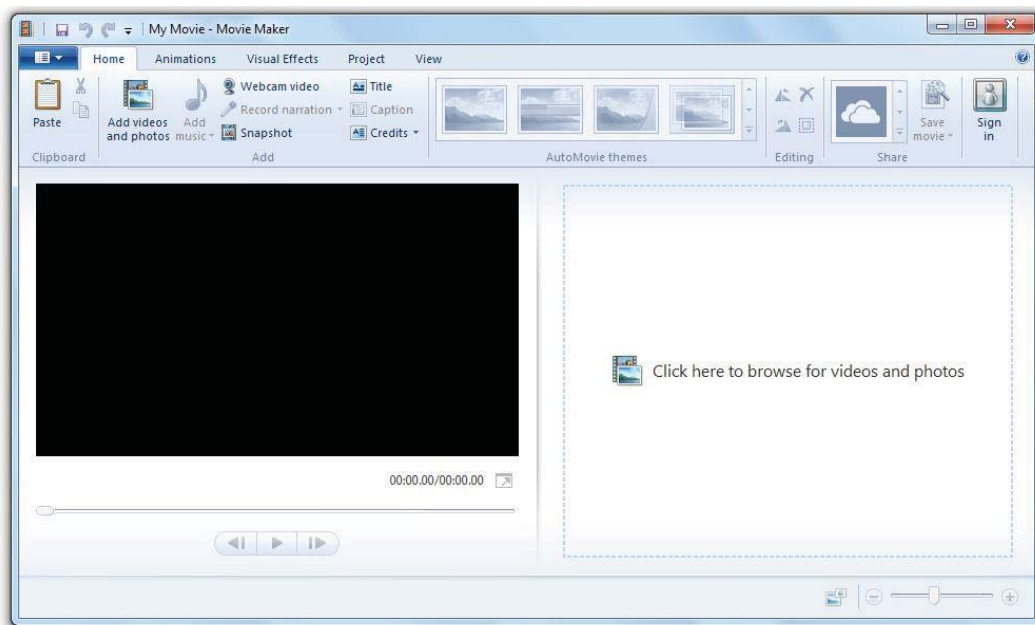 My Movie - Movie Maker
Home Animations Visual Effects Project View
Paste
Clipboard
Add videos
and photos
Add
music
Webcam video
Record narration
Snapshot
Title
Caption
Credits
Add
AutoMovie themes
Editing
Save
movie
Share
Sign
in
Click here to browse for videos and photos
00:00.00/00:00.00